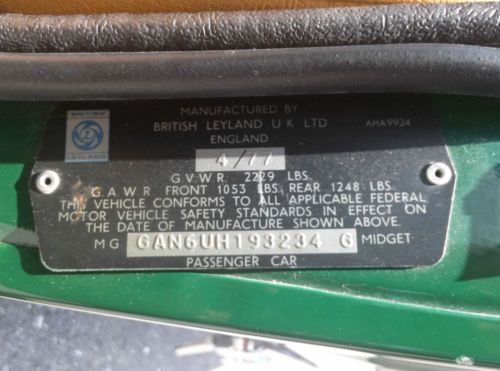 MANUFACTURED BY
BRITISH LEYLAND U K LTD. AHA9934
ENGLAND
BRITISH
LEYLAND
4/77
G.V.W.R. 2229 LBS.
G.A.W.R FRONT 1053 LBS. REAR 1248 LBS.
THIS VEHICLE CONFORMS TO ALL APPLICABLE FEDERAL
MOTOR VEHICLE SAFETY STANDARDS IN EFFECT ON
THE DATE OF MANUFACTURE SHOWN ABOVE.
M G GAN6UH193234 G MIDGET
PASSENGER CAR